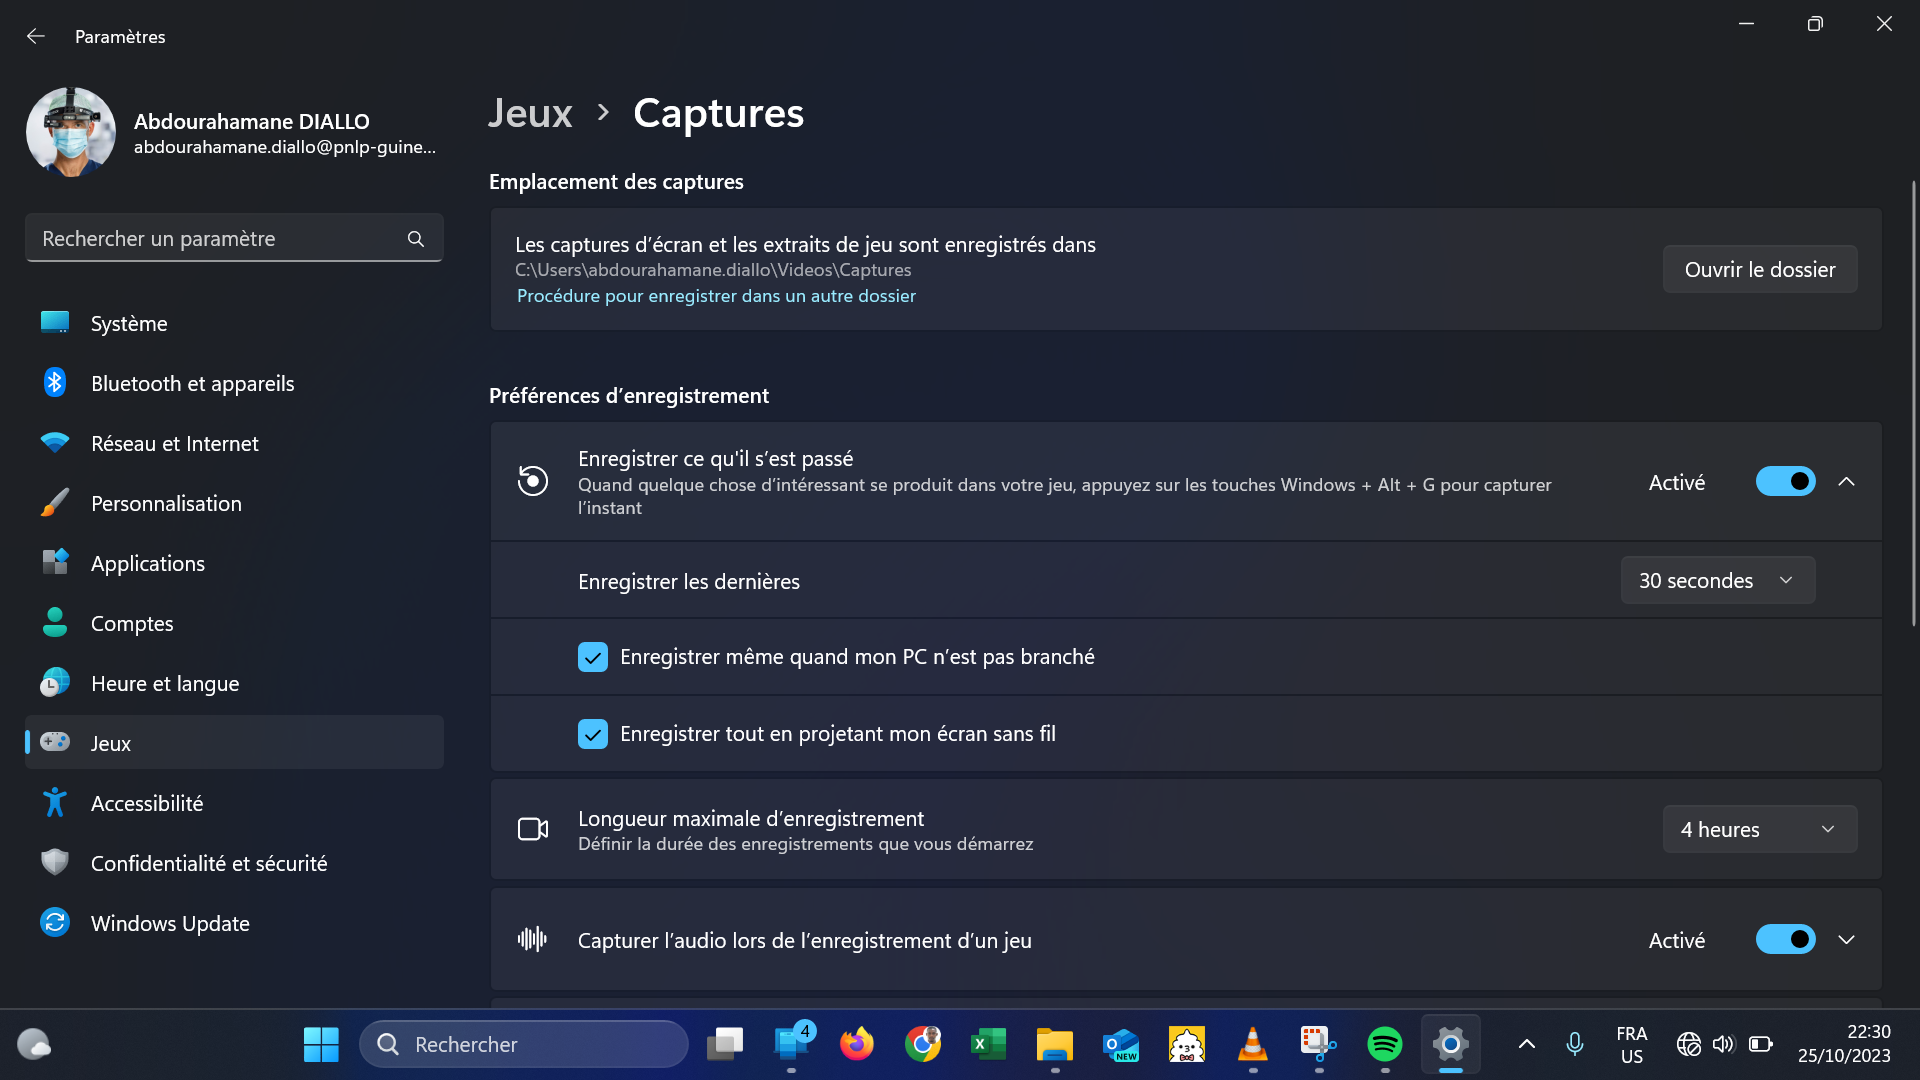 Paramètres
Abdourahamane DIALLO
abdourahamane.diallo@pnlp-guine...
Rechercher un paramètre
Système
Bluetooth et appareils
Réseau et Internet
Personnalisation
Applications
Comptes
Heure et langue
Jeux
Accessibilité
Confidentialité et sécurité
Windows Update
Jeux > Captures
Emplacement des captures
Les captures d’écran et les extraits de jeu sont enregistrés dans
C:\Users\abdourahamane.diallo\Videos\Captures
Procédure pour enregistrer dans un autre dossier
Ouvrir le dossier
Préférences d’enregistrement
Enregistrer ce qu'il s’est passé
Quand quelque chose d’intéressant se produit dans votre jeu, appuyez sur les touches Windows + Alt + G pour capturer
l’instant
Activé
Enregistrer les dernières
30 secondes
Enregistrer même quand mon PC n’est pas branché
Enregistrer tout en projetant mon écran sans fil
Longueur maximale d’enregistrement
Définir la durée des enregistrements que vous démarrez
4 heures
Capturer l’audio lors de l’enregistrement d’un jeu
Activé
Rechercher
4
NEW
FRA
US
22:30
25/10/2023